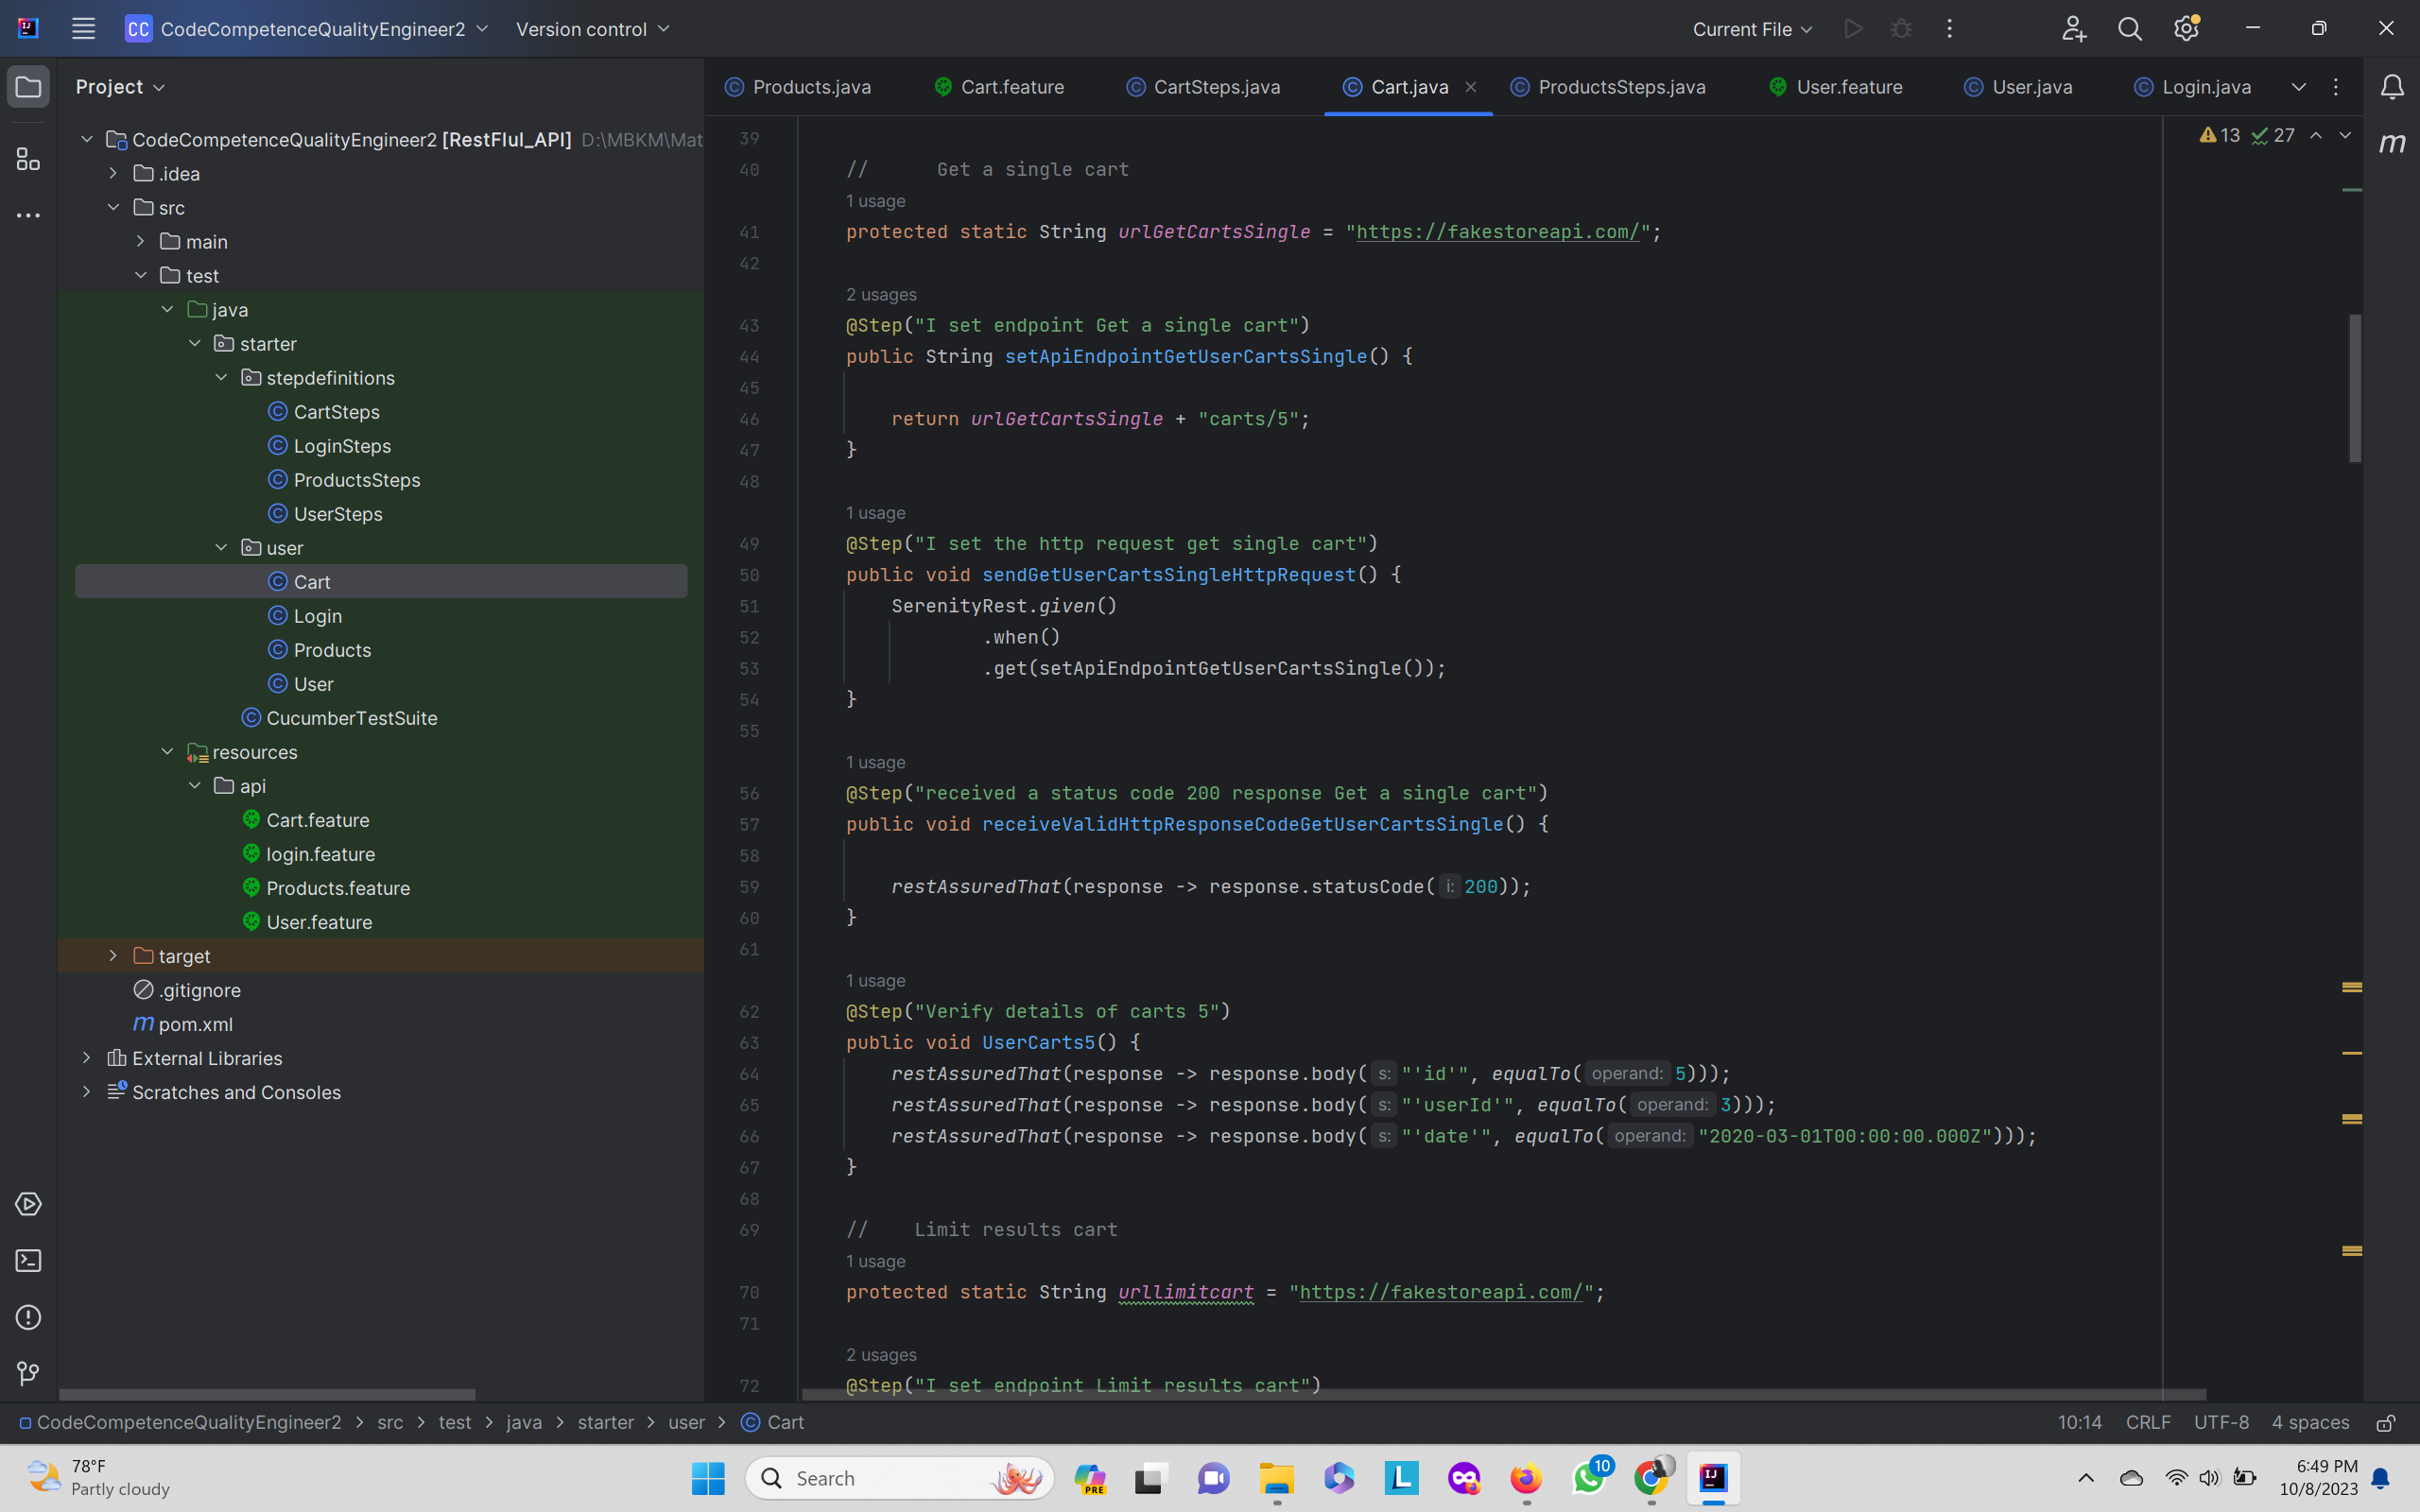 CC CodeCompetenceQualityEngineer2 Version control Current File
Project
Products.java Cart.feature CartSteps.java Cart.java ProductsSteps.java User.feature User.java Login.java
CodeCompetenceQualityEngineer2 [RestFlul_API] D:\MBKM\Mat
.idea
src
main
test
java
starter
stepdefinitions
CartSteps
LoginSteps
ProductsSteps
UserSteps
user
Cart
Login
Products
User
CucumberTestSuite
resources
api
Cart.feature
login.feature
Products.feature
User.feature
target
.gitignore
m pom.xml
External Libraries
Scratches and Consoles
13 27
m
39
40 // Get a single cart
1 usage
41 protected static String urlGetCartsSingle = "https://fakestoreapi.com/";
42
2 usages
43 @Step("I set endpoint Get a single cart")
44 public String setApiEndpointGetUserCartsSingle() {
45
46 return urlGetCartsSingle + "carts/5";
47 }
48
1 usage
49 @Step("I set the http request get single cart")
50 public void sendGetUserCartsSingleHttpRequest() {
51 SerenityRest.given()
52 .when()
53 .get(setApiEndpointGetUserCartsSingle());
54 }
55
1 usage
56 @Step("received a status code 200 response Get a single cart")
57 public void receiveValidHttpResponseCodeGetUserCartsSingle() {
58
59 restAssuredThat(response -> response.statusCode( i: 200));
60 }
61
1 usage
62 @Step("Verify details of carts 5")
63 public void UserCarts5() {
64 restAssuredThat(response -> response.body( s: "'id'", equalTo( operand: 5)));
65 restAssuredThat(response -> response.body( s: "'userId'", equalTo( operand: 3)));
66 restAssuredThat(response -> response.body( s: "'date'", equalTo( operand: "2020-03-01T00:00:00.000Z")));
67 }
68
69 // Limit results cart
1 usage
70 protected static String urllimitcart = "https://fakestoreapi.com/";
71
2 usages
72 @Step("I set endpoint Limit results cart")
CodeCompetenceQualityEngineer2 > src > test > java > starter > user > Cart 10:14 CRLF UTF-8 4 spaces
78°F
Partly cloudy
Search
PRE
L
10
6:49 PM
10/8/2023